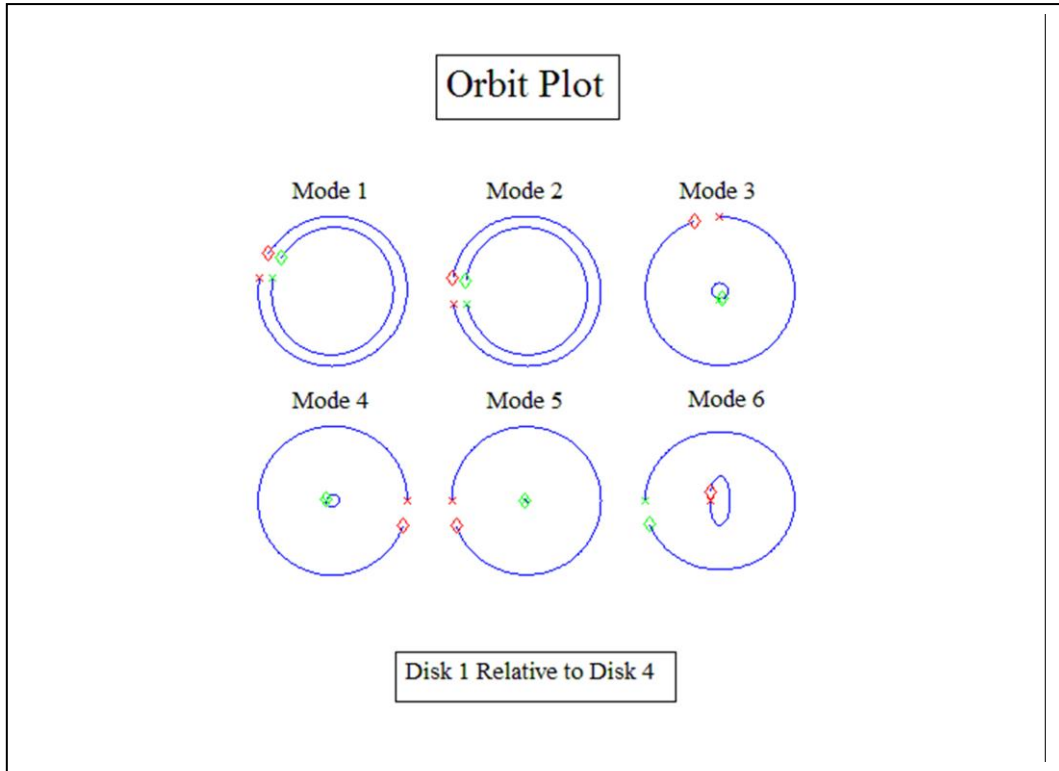 Orbit Plot
Mode 1
Mode 2
Mode 3
Mode 4
Mode 5
Mode 6
Disk 1 Relative to Disk 4